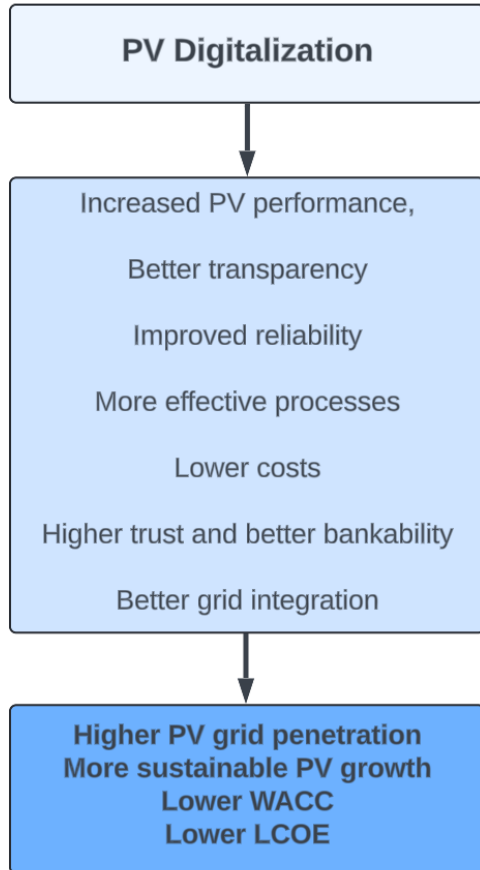 PV Digitalization
Increased PV performance,
Better transparency
Improved reliability
More effective processes
Lower costs
Higher trust and better bankability
Better grid integration
Higher PV grid penetration
More sustainable PV growth
Lower WACC
Lower LCOE